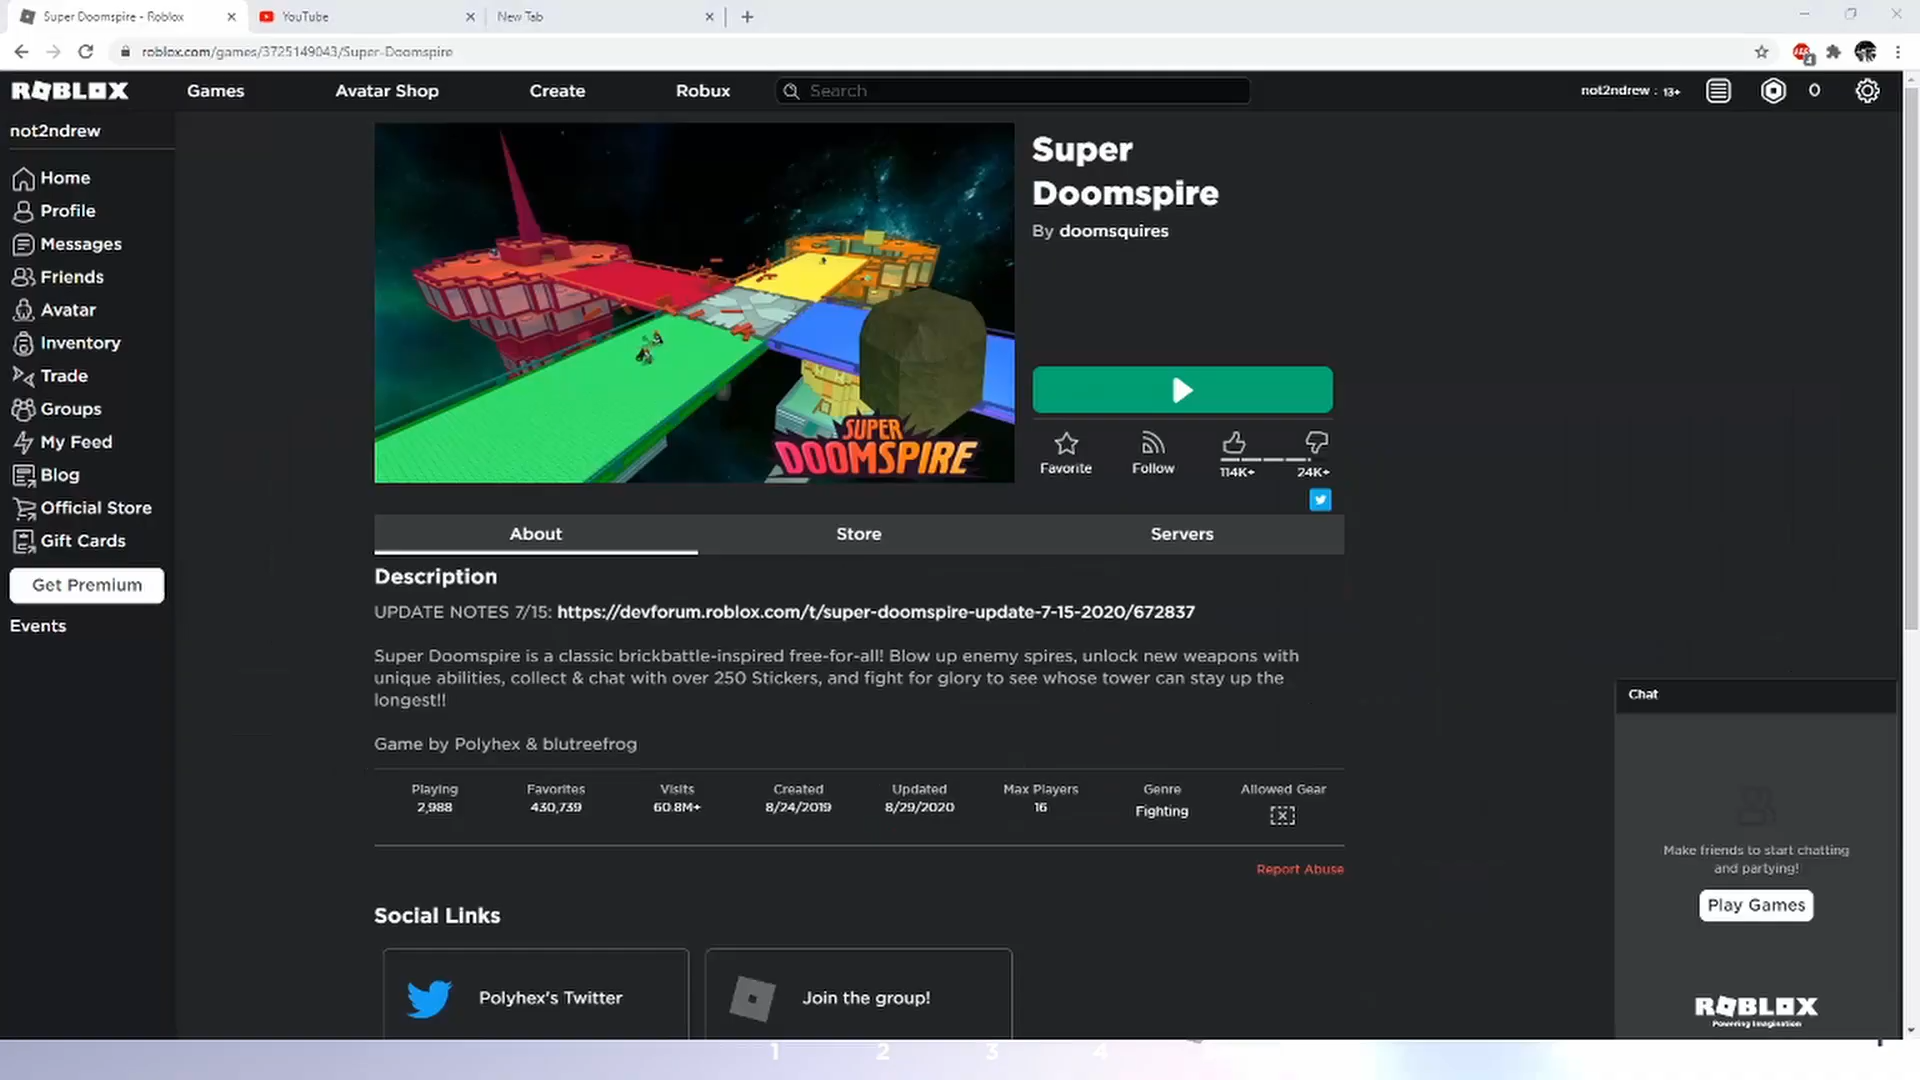 Super Doomspire - Roblox
YouTube
New Tab
roblox.com/games/3725149043/Super-Doomspire
ROBLOX
Games
Avatar Shop
Create
Robux
Search
not2ndrew : 13+
0
not2ndrew
Home
Profile
Messages
Friends
Avatar
Inventory
Trade
Groups
My Feed
Blog
Official Store
Gift Cards
Get Premium
Events
SUPER
DOOMSPIRE
Super
Doomspire
By doomsquires
Favorite
Follow
114K+
24K+
About
Store
Servers
Description
UPDATE NOTES 7/15: https://devforum.roblox.com/t/super-doomspire-update-7-15-2020/672837
Super Doomspire is a classic brickbattle-inspired free-for-all! Blow up enemy spires, unlock new weapons with
unique abilities, collect & chat with over 250 Stickers, and fight for glory to see whose tower can stay up the
longest!!
Game by Polyhex & blutreefrog
Playing
2,988
Favorites
430,739
Visits
60.8M+
Created
8/24/2019
Updated
8/29/2020
Max Players
16
Genre
Fighting
Allowed Gear
Report Abuse
Social Links
Polyhex's Twitter
Join the group!
Chat
Make friends to start chatting
and partying!
Play Games
ROBLOX
Powering Imagination
1 2 3 4